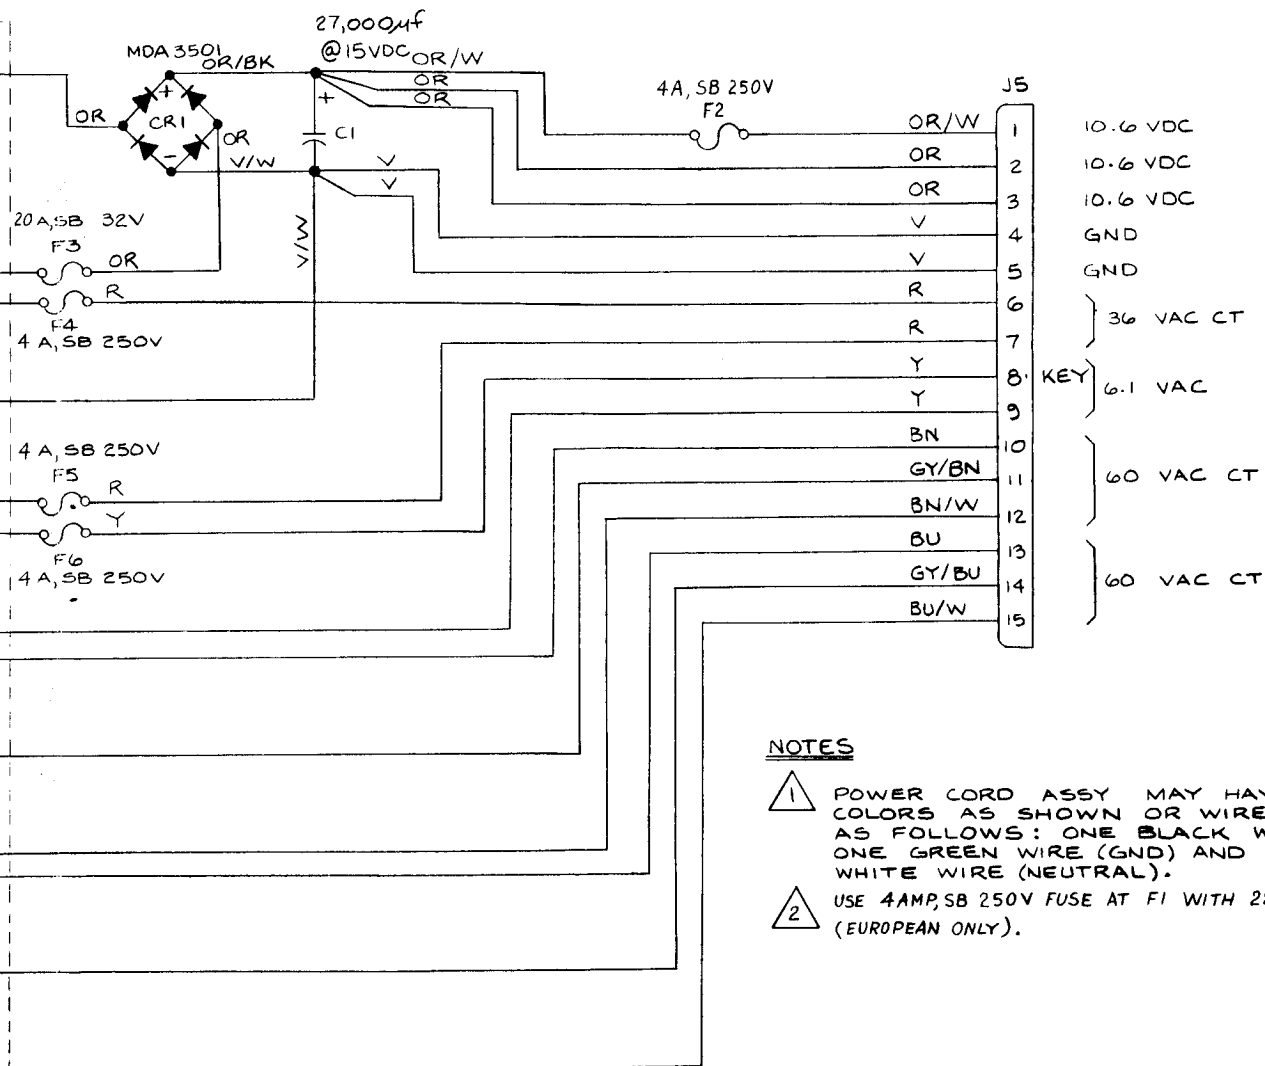 27,000µf
@15VDC
MDA 3501
OR/BK
OR/W
OR
OR
4A, SB 250V
F2
J5
+
CR1
-
OR
OR
+
C1
V/W
V
V
V/W
OR/W 1 10.6 VDC
OR 2 10.6 VDC
OR 3 10.6 VDC
V 4 GND
V 5 GND
R 6
36 VAC CT
R 7
Y 8 KEY
6.1 VAC
Y 9
BN 10
GY/BN 11 60 VAC CT
BN/W 12
BU 13
GY/BU 14 60 VAC CT
BU/W 15
20A,SB 32V
F3
OR
R
F4
4A, SB 250V
4A, SB 250V
F5
R
Y
F6
4A, SB 250V
NOTES
1 POWER CORD ASSY MAY HAV
COLORS AS SHOWN OR WIRE
AS FOLLOWS: ONE BLACK W
ONE GREEN WIRE (GND) AND
WHITE WIRE (NEUTRAL).
2 USE 4AMP, SB 250V FUSE AT F1 WITH
(EUROPEAN ONLY).